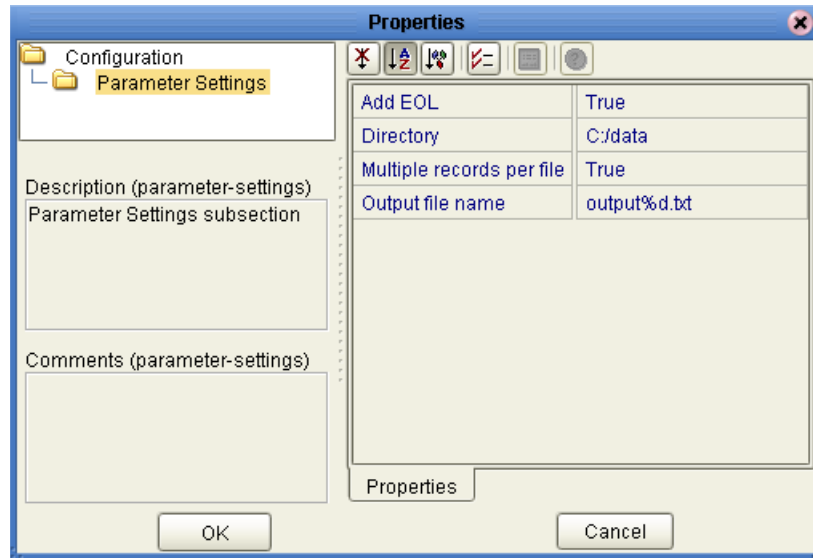 Properties
Configuration
Parameter Settings
Description (parameter-settings)
Parameter Settings subsection
Comments (parameter-settings)
Add EOL True
Directory C:/data
Multiple records per file True
Output file name output%d.txt
Properties
OK
Cancel